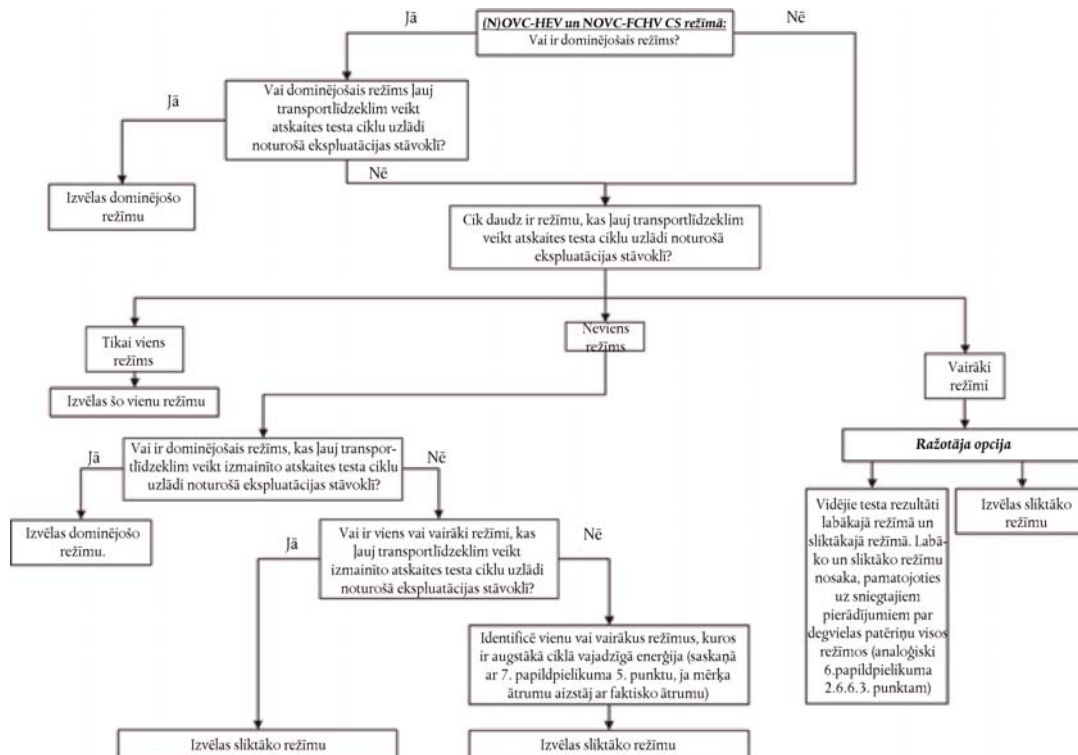 Jā
(N)OVC-HEV un NOVC-FCHV CS režīmā:
Vai ir dominējošais režīms?
Nē
Vai dominējošais režīms ļauj
transportlīdzeklim veikt
atskaites testa ciklu uzlādi
noturošā ekspluatācijas stāvoklī?
Jā
Nē
Izvēlas dominējošo
režīmu
Cik daudz ir režīmu, kas ļauj transportlīdzeklim
veikt atskaites testa ciklu uzlādi noturošā
ekspluatācijas stāvoklī?
Tikai viens
režīms
Neviens
režīms
Vairāki
režīmi
Izvēlas šo vienu režīmu
Ražotāja opcija
Vai ir dominējošais režīms, kas ļauj transpor-
tlīdzeklim veikt izmainīto atskaites testa ciklu
uzlādi noturošā ekspluatācijas stāvoklī?
Jā
Nē
Izvēlas dominējošo
režīmu.
Vidējie testa rezultāti
labākajā režīmā un
sliktākajā režīmā. Labā-
ko un sliktāko režīmu
nosaka, pamatojoties
uz sniegtajiem
pierādījumiem par
degvielas patēriņu visos
režīmos (analoģiski
6.papildpielikuma
2.6.6.3. punktam)
Izvēlas sliktāko
režīmu
Vai ir viens vai vairāki režīmi, kas
ļauj transportlīdzeklim veikt
izmainīto atskaites testa ciklu uzlādi
noturošā ekspluatācijas stāvoklī?
Jā
Nē
Identificē vienu vai vairākus režīmus, kuros
ir augstākā ciklā vajadzīgā enerģija (saskaņā
ar 7. papildpielikuma 5. punktu, ja mērķa
ātrumu aizstāj ar faktisko ātrumu)
Izvēlas sliktāko režīmu
Izvēlas sliktāko režīmu